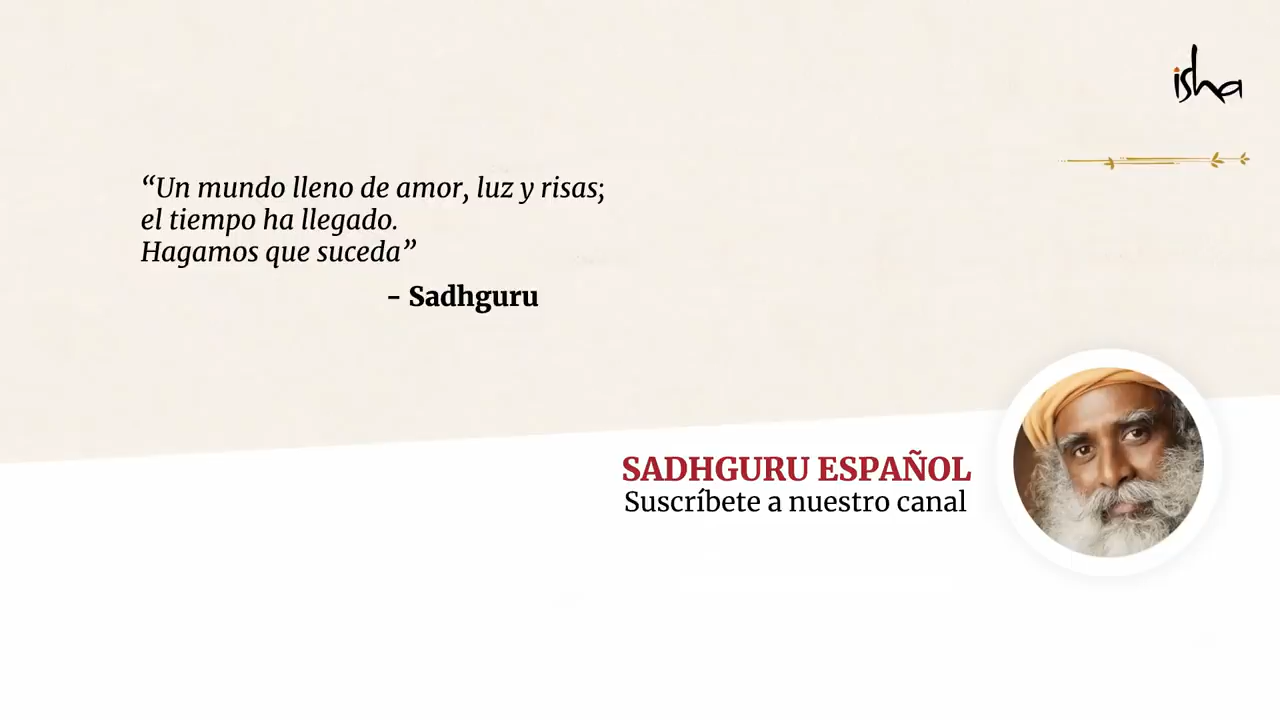 isha
“Un mundo lleno de amor, luz y risas;
el tiempo ha llegado.
Hagamos que suceda”
- Sadhguru
SADHGURU ESPAÑOL
Suscríbete a nuestro canal